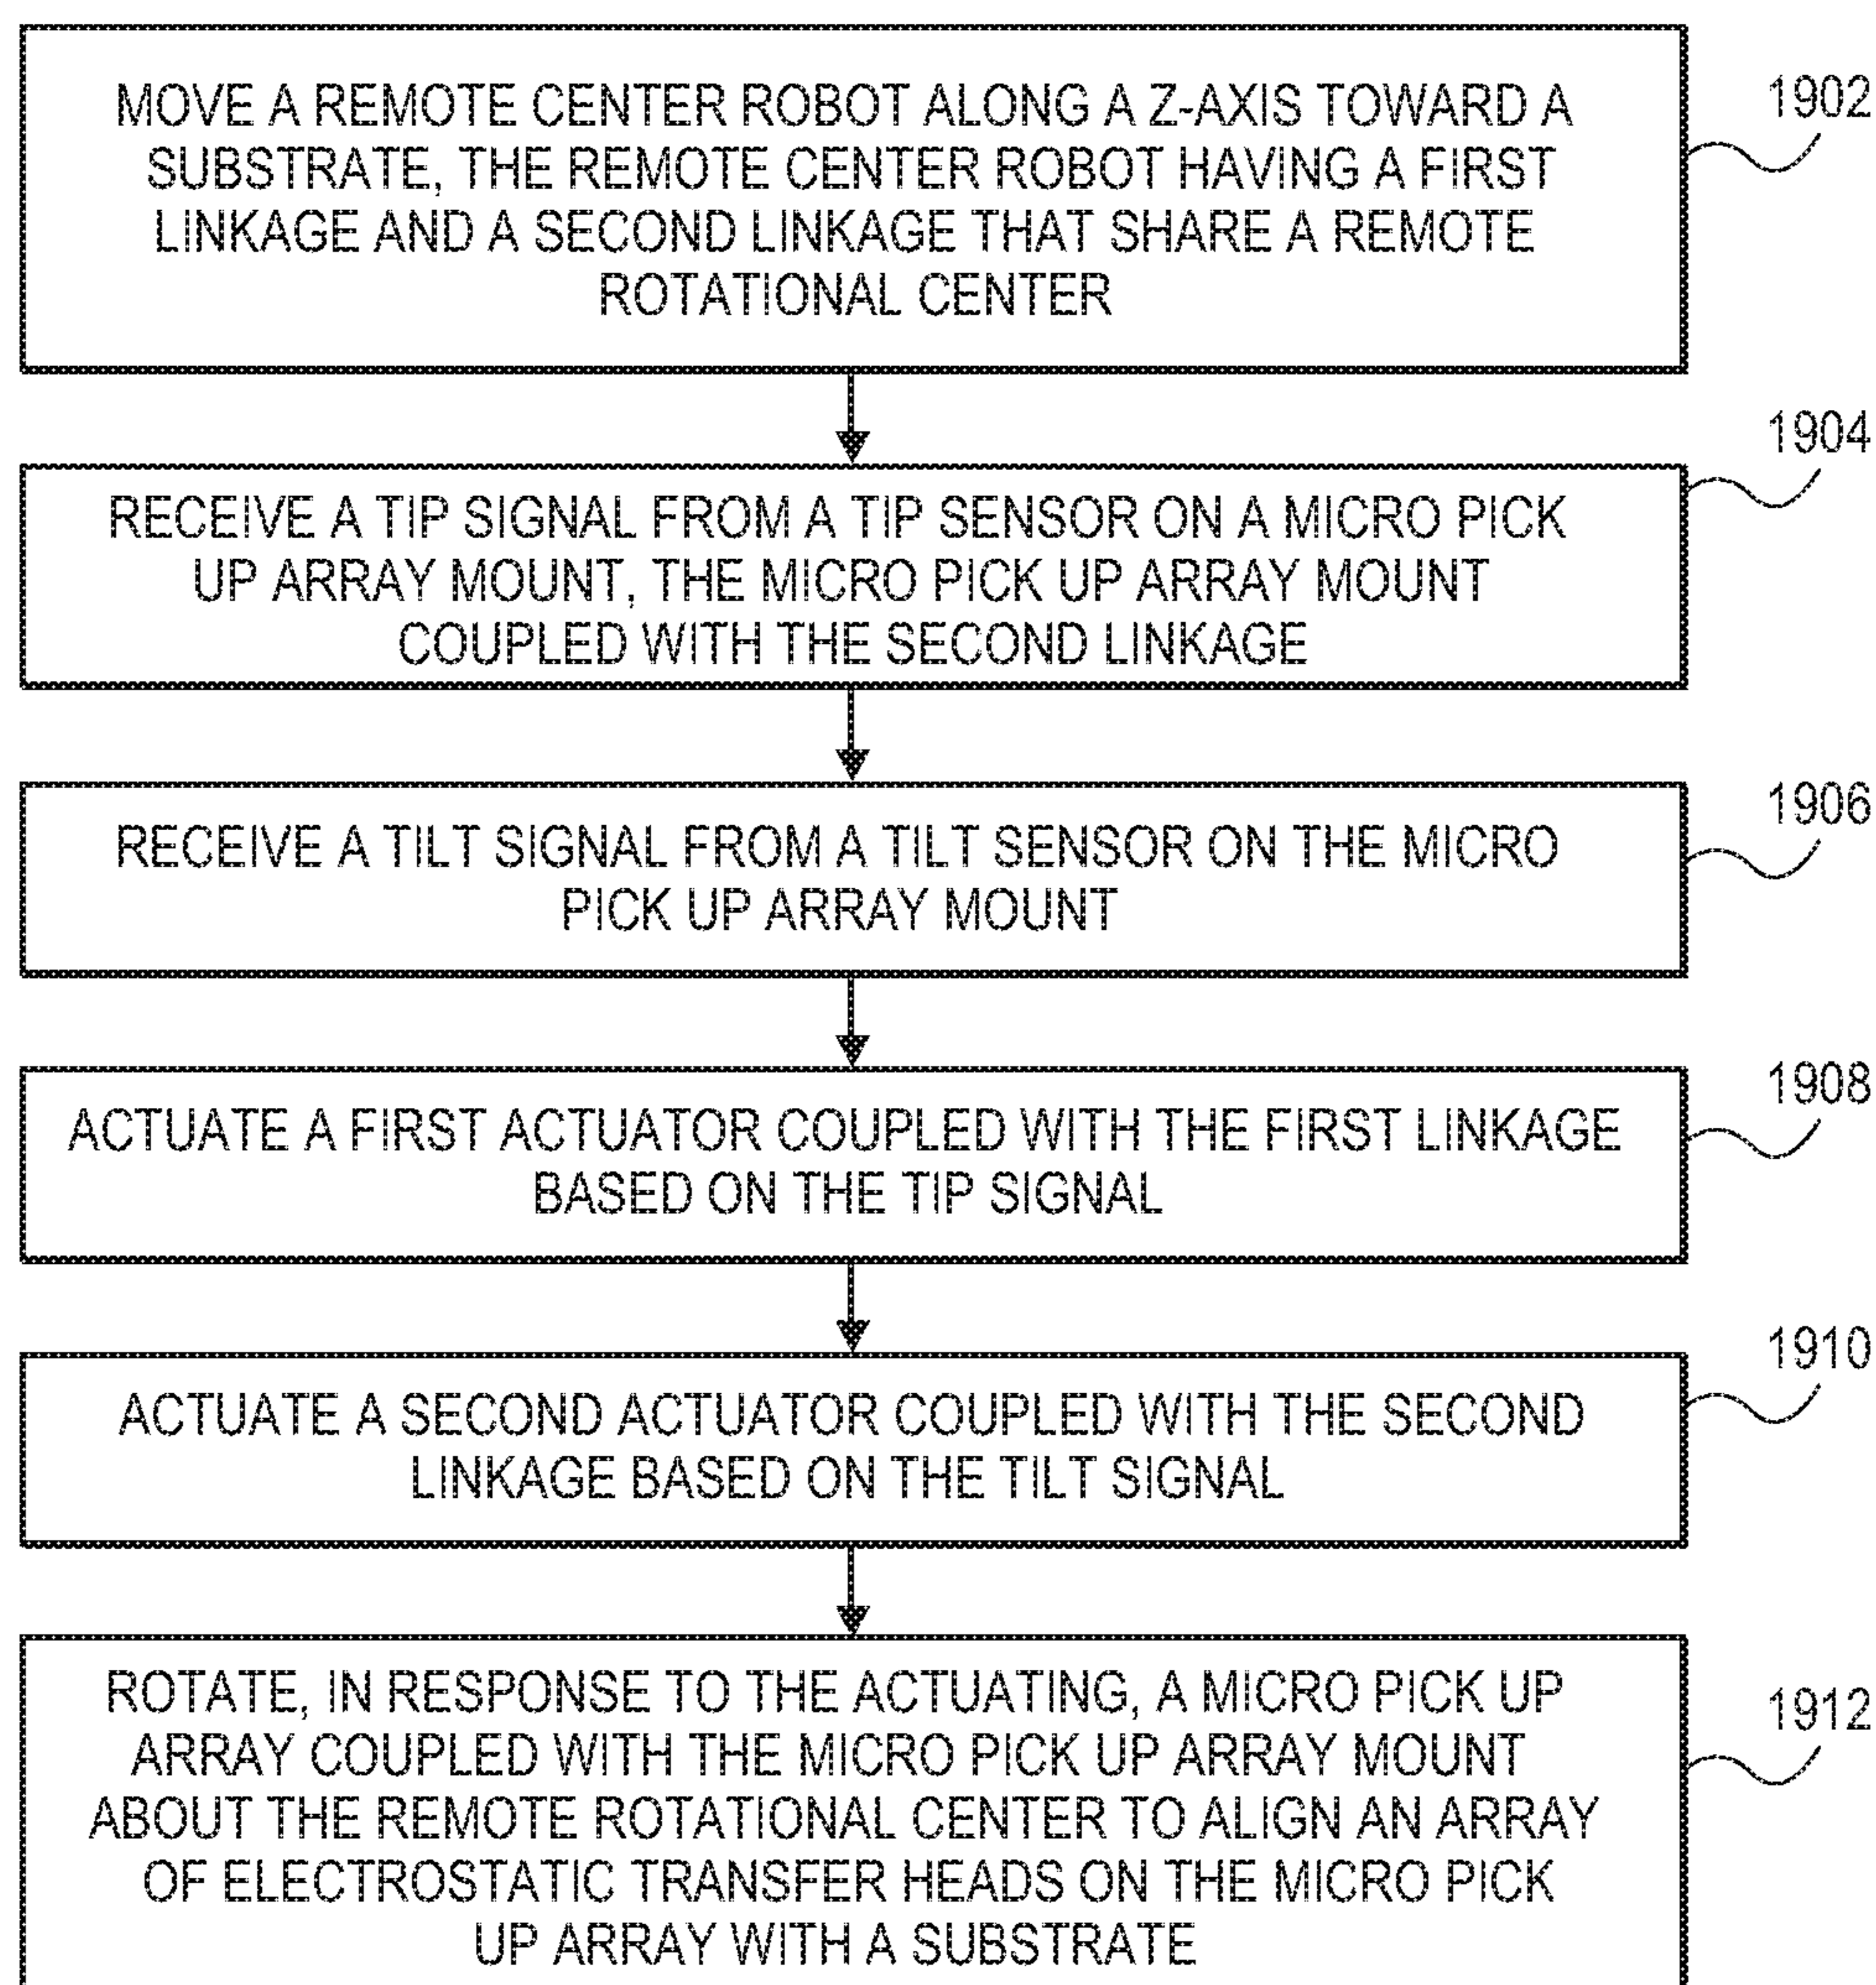 MOVE A REMOTE CENTER ROBOT ALONG A Z-AXIS TOWARD A
SUBSTRATE, THE REMOTE CENTER ROBOT HAVING A FIRST
LINKAGE AND A SECOND LINKAGE THAT SHARE A REMOTE
ROTATIONAL CENTER
1902
RECEIVE A TIP SIGNAL FROM A TIP SENSOR ON A MICRO PICK
UP ARRAY MOUNT, THE MICRO PICK UP ARRAY MOUNT
COUPLED WITH THE SECOND LINKAGE
1904
RECEIVE A TILT SIGNAL FROM A TILT SENSOR ON THE MICRO
PICK UP ARRAY MOUNT
1906
ACTUATE A FIRST ACTUATOR COUPLED WITH THE FIRST LINKAGE
BASED ON THE TIP SIGNAL
1908
ACTUATE A SECOND ACTUATOR COUPLED WITH THE SECOND
LINKAGE BASED ON THE TILT SIGNAL
1910
ROTATE, IN RESPONSE TO THE ACTUATING, A MICRO PICK UP
ARRAY COUPLED WITH THE MICRO PICK UP ARRAY MOUNT
ABOUT THE REMOTE ROTATIONAL CENTER TO ALIGN AN ARRAY
OF ELECTROSTATIC TRANSFER HEADS ON THE MICRO PICK
UP ARRAY WITH A SUBSTRATE
1912